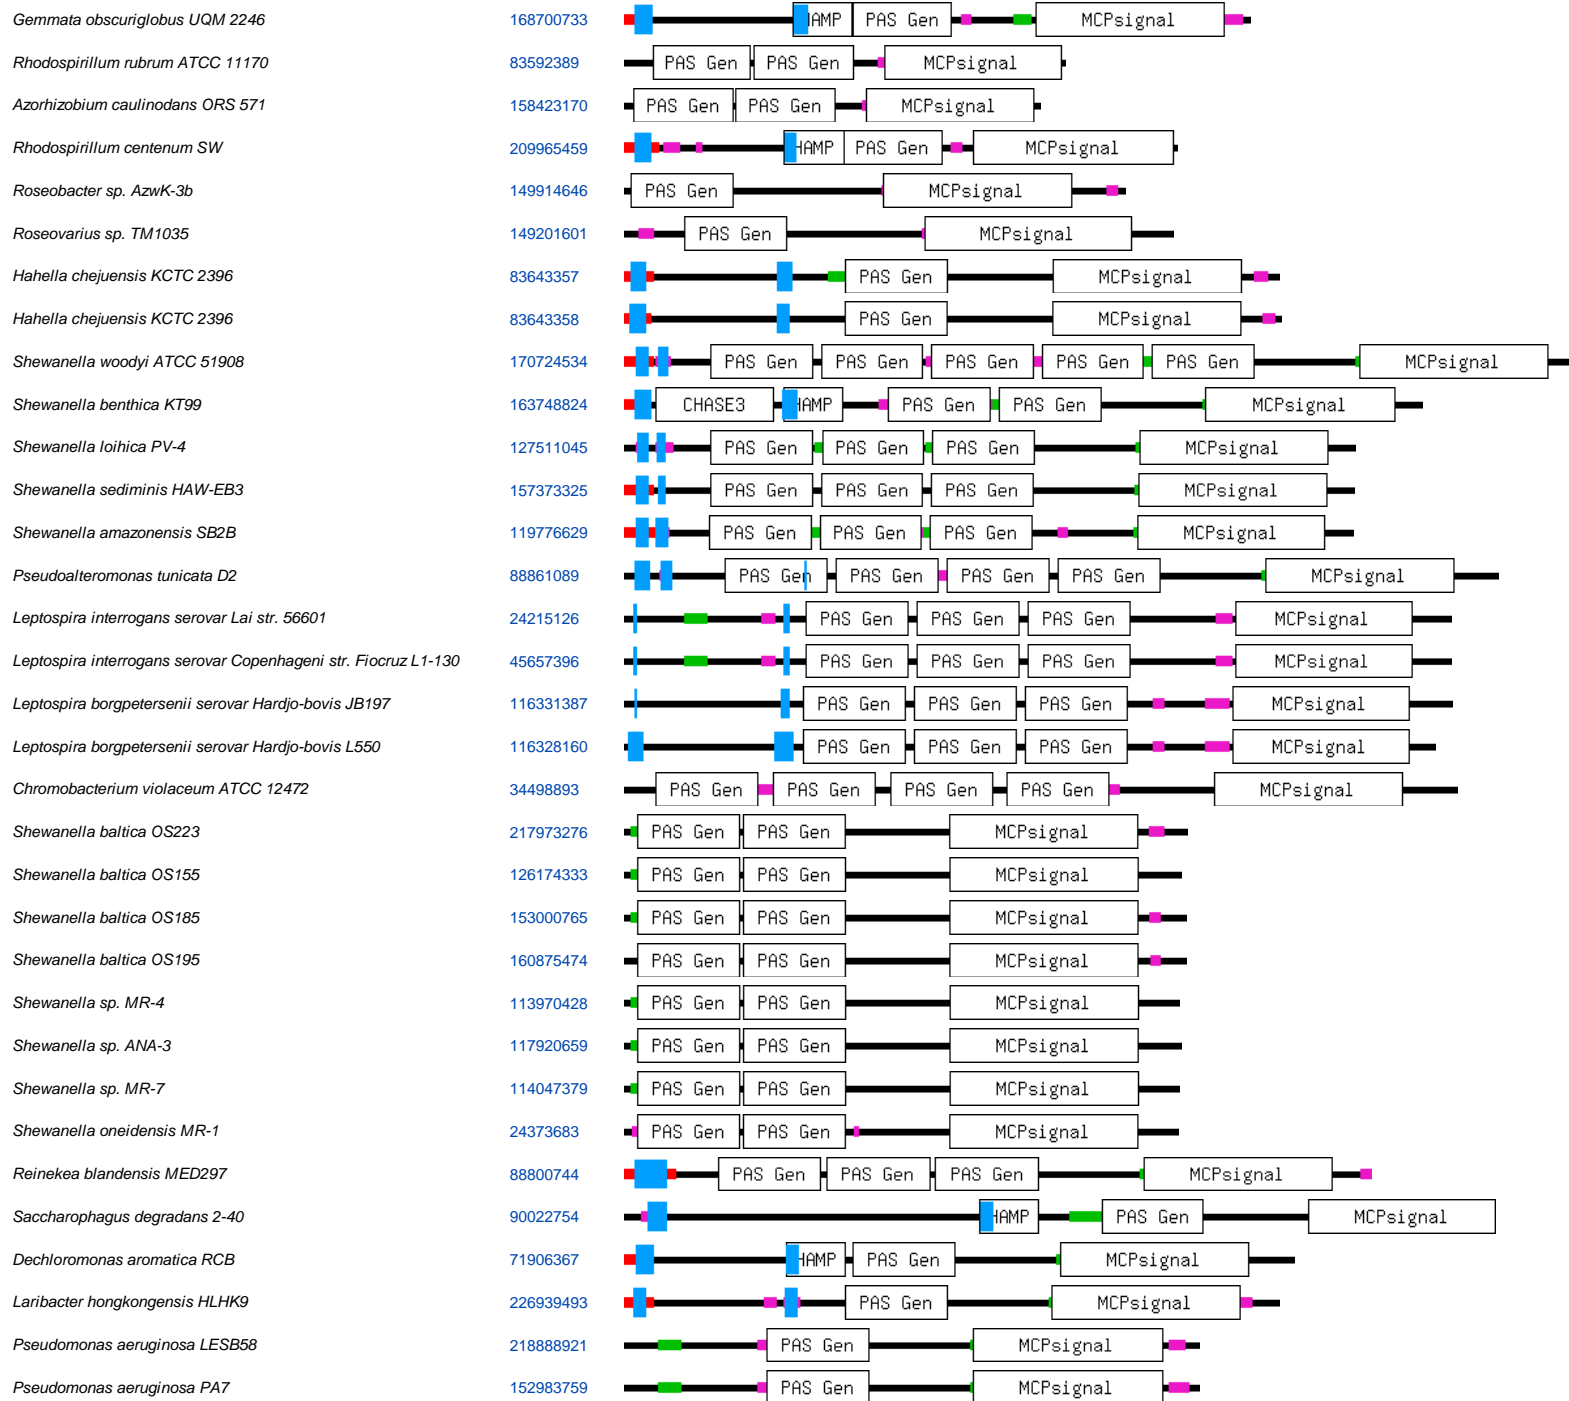 Gemmata obscuriglobus UQM 2246 168700733 HAMP PAS Gen MCPsignal
Rhodospirillum rubrum ATCC 11170 83592389 PAS Gen PAS Gen MCPsignal
Azorhizobium caulinodans ORS 571 158423170 PAS Gen PAS Gen MCPsignal
Rhodospirillum centenum SW 209965459 HAMP PAS Gen MCPsignal
Roseobacter sp. AzwK-3b 149914646 PAS Gen MCPsignal
Roseovarius sp. TM1035 149201601 PAS Gen MCPsignal
Hahella chejuensis KCTC 2396 83643357 PAS Gen MCPsignal
Hahella chejuensis KCTC 2396 83643358 PAS Gen MCPsignal
Shewanella woodyi ATCC 51908 170724534 PAS Gen PAS Gen PAS Gen PAS Gen PAS Gen MCPsignal
Shewanella benthica KT99 163748824 CHASE3 HAMP PAS Gen PAS Gen MCPsignal
Shewanella loihica PV-4 127511045 PAS Gen PAS Gen PAS Gen MCPsignal
Shewanella sediminis HAW-EB3 157373325 PAS Gen PAS Gen PAS Gen MCPsignal
Shewanella amazonensis SB2B 119776629 PAS Gen PAS Gen PAS Gen MCPsignal
Pseudoalteromonas tunicata D2 88861089 PAS Gen PAS Gen PAS Gen PAS Gen MCPsignal
Leptospira interrogans serovar Lai str. 56601 24215126 PAS Gen PAS Gen PAS Gen MCPsignal
Leptospira interrogans serovar Copenhageni str. Fiocruz L1-130 45657396 PAS Gen PAS Gen PAS Gen MCPsignal
Leptospira borgpetersenii serovar Hardjo-bovis JB197 116331387 PAS Gen PAS Gen PAS Gen MCPsignal
Leptospira borgpetersenii serovar Hardjo-bovis L550 116328160 PAS Gen PAS Gen PAS Gen MCPsignal
Chromobacterium violaceum ATCC 12472 34498893 PAS Gen PAS Gen PAS Gen PAS Gen MCPsignal
Shewanella baltica OS223 217973276 PAS Gen PAS Gen MCPsignal
Shewanella baltica OS155 126174333 PAS Gen PAS Gen MCPsignal
Shewanella baltica OS185 153000765 PAS Gen PAS Gen MCPsignal
Shewanella baltica OS195 160875474 PAS Gen PAS Gen MCPsignal
Shewanella sp. MR-4 113970428 PAS Gen PAS Gen MCPsignal
Shewanella sp. ANA-3 117920659 PAS Gen PAS Gen MCPsignal
Shewanella sp. MR-7 114047379 PAS Gen PAS Gen MCPsignal
Shewanella oneidensis MR-1 24373683 PAS Gen PAS Gen MCPsignal
Reinekea blandensis MED297 88800744 PAS Gen PAS Gen PAS Gen MCPsignal
Saccharophagus degradans 2-40 90022754 HAMP PAS Gen MCPsignal
Dechloromonas aromatica RCB 71906367 HAMP PAS Gen MCPsignal
Laribacter hongkongensis HLHK9 226939493 PAS Gen MCPsignal
Pseudomonas aeruginosa LESB58 218888921 PAS Gen MCPsignal
Pseudomonas aeruginosa PA7 152983759 PAS Gen MCPsignal